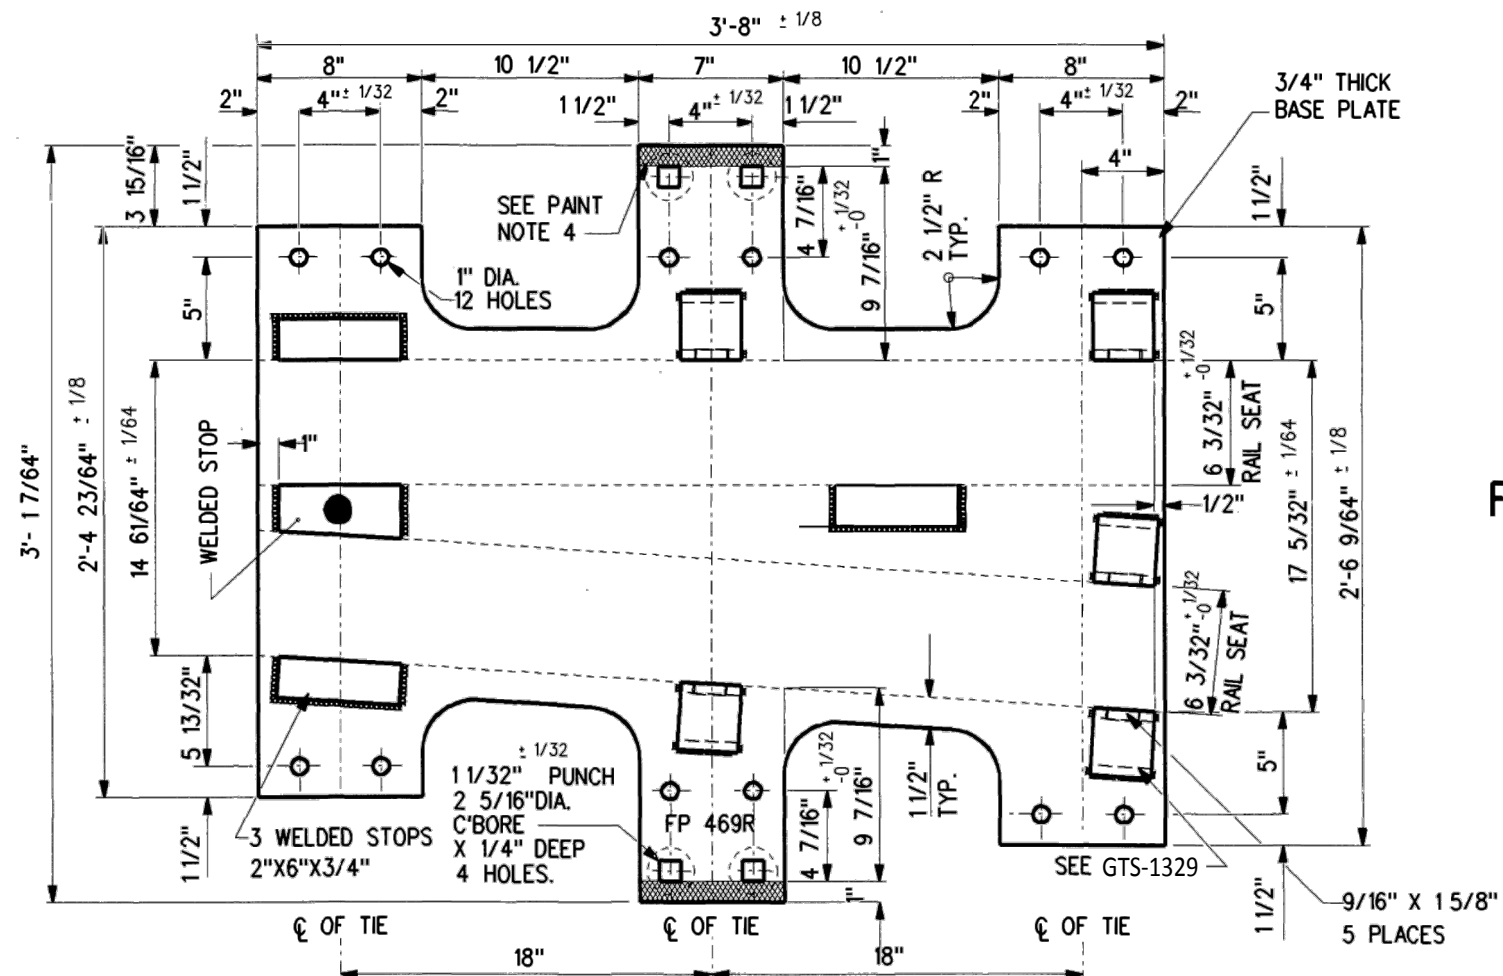 3'-8" ± 1/8
8" 10 1/2" 7" 10 1/2" 8"
2" 4" ± 1/32 2" 1 1/2" 4" ± 1/32 1 1/2" 2" 4" ± 1/32 2"
3/4" THICK
BASE PLATE
4"
3 15/16"
1 1/2"
1"
4 7/16" + 1/32 -0
9 7/16"
2 1/2" R
TYP.
1 1/2"
SEE PAINT
NOTE 4
1" DIA.
12 HOLES
5"
5"
3'- 1 7/64"
2'-4 23/64" ± 1/8
14 61/64" ± 1/64
WELDED STOP
1"
6 3/32" + 1/32 -0
RAIL SEAT
1/2"
17 5/32" ± 1/64
2'-6 9/64" ± 1/8
F
6 3/32" + 1/32 -0
RAIL SEAT
5 13/32"
1 1/2"
3 WELDED STOPS
2"X6"X3/4"
± 1/32
1 1/32" PUNCH
2 5/16"DIA.
C'BORE
X 1/4" DEEP
4 HOLES.
FP 469R
4 7/16" + 1/32 -0
9 7/16"
1"
1 1/2"
TYP.
5"
SEE GTS-1329
1 1/2"
9/16" X 1 5/8"
5 PLACES
℄ OF TIE ℄ OF TIE ℄ OF TIE
18" 18"